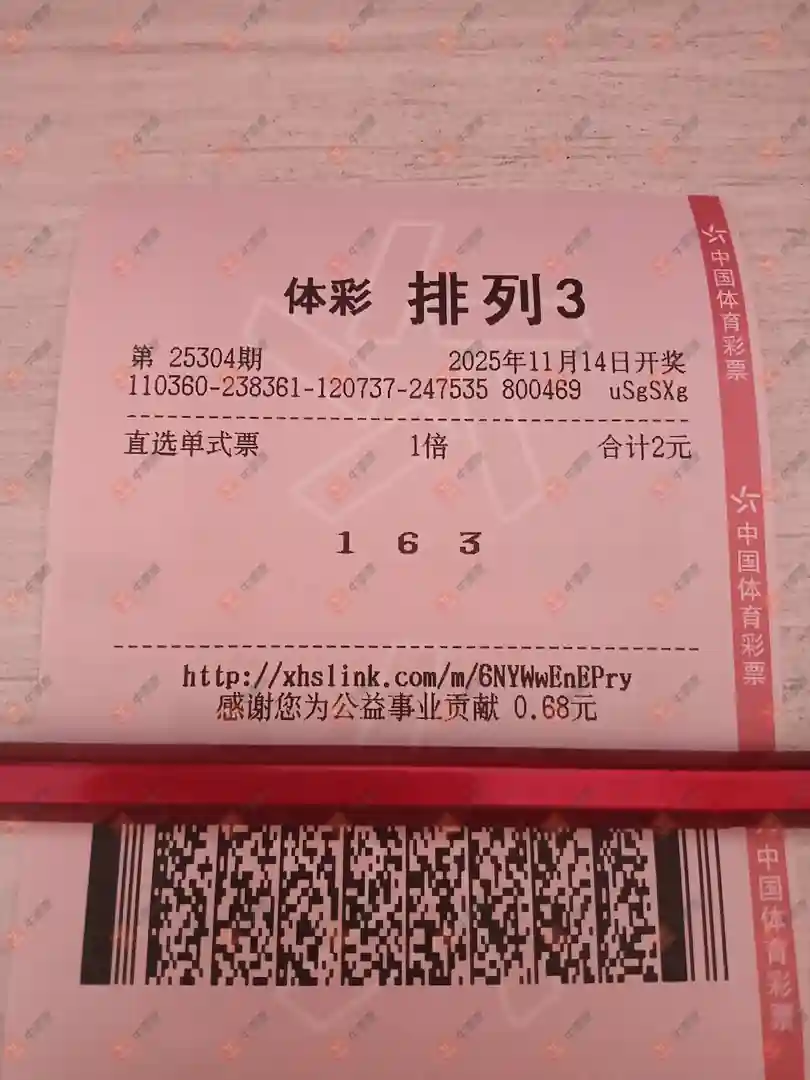 体彩 排列3
第 25304期 2025年11月14日开奖
110360-238361-120737-247535 800469 uSgSXg
直选单式票 1倍 合计2元
1 6 3
http://xhslink.com/m/6NYWwEnEPry
感谢您为公益事业贡献 0.68元
中国体育彩票
中国体育彩票
中国体育彩票